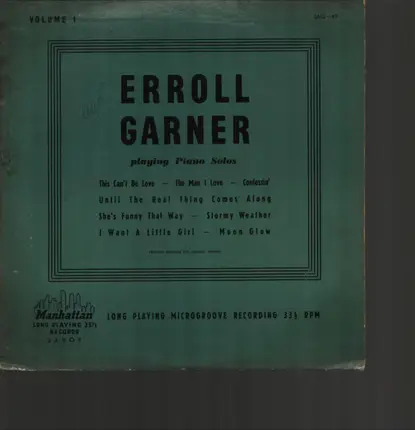 VOLUME 1
ERROLL
GARNER
playing Piano Solos
This Can't Be Love — The Man I Love — Confessin'
Until The Real Thing Comes Along
She's Funny That Way — Stormy Weather
I Want A Little Girl — Moon Glow
Manhattan
LONG PLAYING 33⅓
RECORDS
SAVOY
LONG PLAYING MICROGROOVE RECORDING 33⅓ RPM